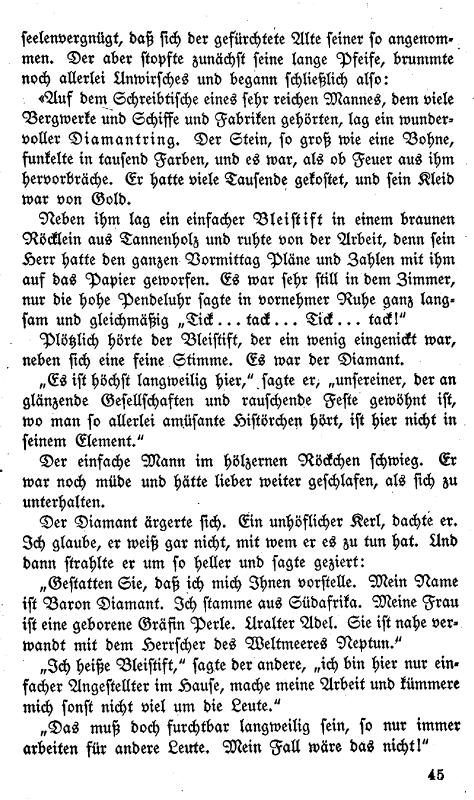 seelenvergnügt, daß sich der gefürchtete Alte seiner so angenom-
men. Der aber stopfte zunächst seine lange Pfeife, brummte
noch allerlei Unwirsches und begann schließlich also:
«Auf dem Schreibtische eines sehr reichen Mannes, dem viele
Bergwerke und Schiffe und Fabriken gehörten, lag ein wunder-
voller Diamantring. Der Stein, so groß wie eine Bohne,
funkelte in tausend Farben, und es war, als ob Feuer aus ihm
hervorbräche. Er hatte viele Tausende gekostet, und sein Kleid
war von Gold.
Neben ihm lag ein einfacher Bleistift in einem braunen
Röcklein aus Tannenholz und ruhte von der Arbeit, denn sein
Herr hatte den ganzen Vormittag Pläne und Zahlen mit ihm
auf das Papier geworfen. Es war sehr still in dem Zimmer,
nur die hohe Pendeluhr sagte in vornehmer Ruhe ganz lang-
sam und gleichmäßig „Tick... tack... Tick... tack!“
Plötzlich hörte der Bleistift, der ein wenig eingenickt war,
neben sich eine feine Stimme. Es war der Diamant.
„Es ist höchst langweilig hier,“ sagte er, „unsereiner, der an
glänzende Gesellschaften und rauschende Feste gewöhnt ist,
wo man so allerlei amüsante Histörchen hört, ist hier nicht in
seinem Element.“
Der einfache Mann im hölzernen Röckchen schwieg. Er
war noch müde und hätte lieber weiter geschlafen, als sich zu
unterhalten.
Der Diamant ärgerte sich. Ein unhöflicher Kerl, dachte er.
Ich glaube, er weiß gar nicht, mit wem er es zu tun hat. Und
dann strahlte er um so heller und sagte geziert:
„Gestatten Sie, daß ich mich Ihnen vorstelle. Mein Name
ist Baron Diamant. Ich stamme aus Südafrika. Meine Frau
ist eine geborene Gräfin Perle. Uralter Adel. Sie ist nahe ver-
wandt mit dem Herrscher des Weltmeeres Neptun.“
„Ich heiße Bleistift,“ sagte der andere, „ich bin hier nur ein-
facher Angestellter im Hause, mache meine Arbeit und kümmere
mich sonst nicht viel um die Leute.“
„Das muß doch furchtbar langweilig sein, so nur immer
arbeiten für andere Leute. Mein Fall wäre das nicht!“
45